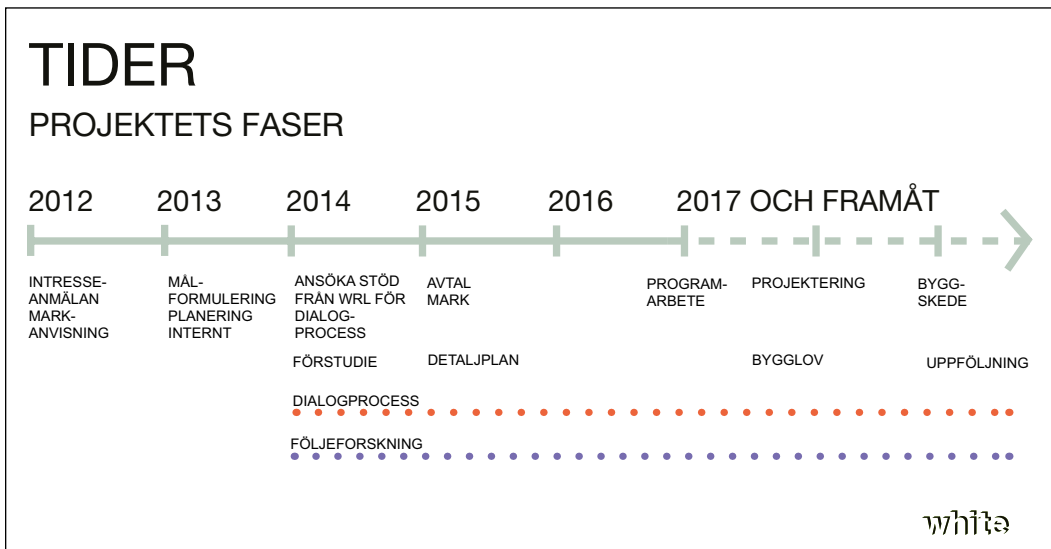 TIDER
PROJEKTETS FASER
2012
2013
2014
2015
2016
2017 OCH FRAMÅT
INTRESSE-
ANMÄLAN
MARK-
ANVISNING
MÅL-
FORMULERING
PLANERING
INTERNT
ANSÖKA STÖD
FRÅN WRL FÖR
DIALOG-
PROCESS
AVTAL
MARK
PROGRAM-
ARBETE
PROJEKTERING
BYGG-
SKEDE
FÖRSTUDIE
DETALJPLAN
BYGGLOV
UPPFÖLJNING
DIALOGPROCESS
FÖLJEFORSKNING
white